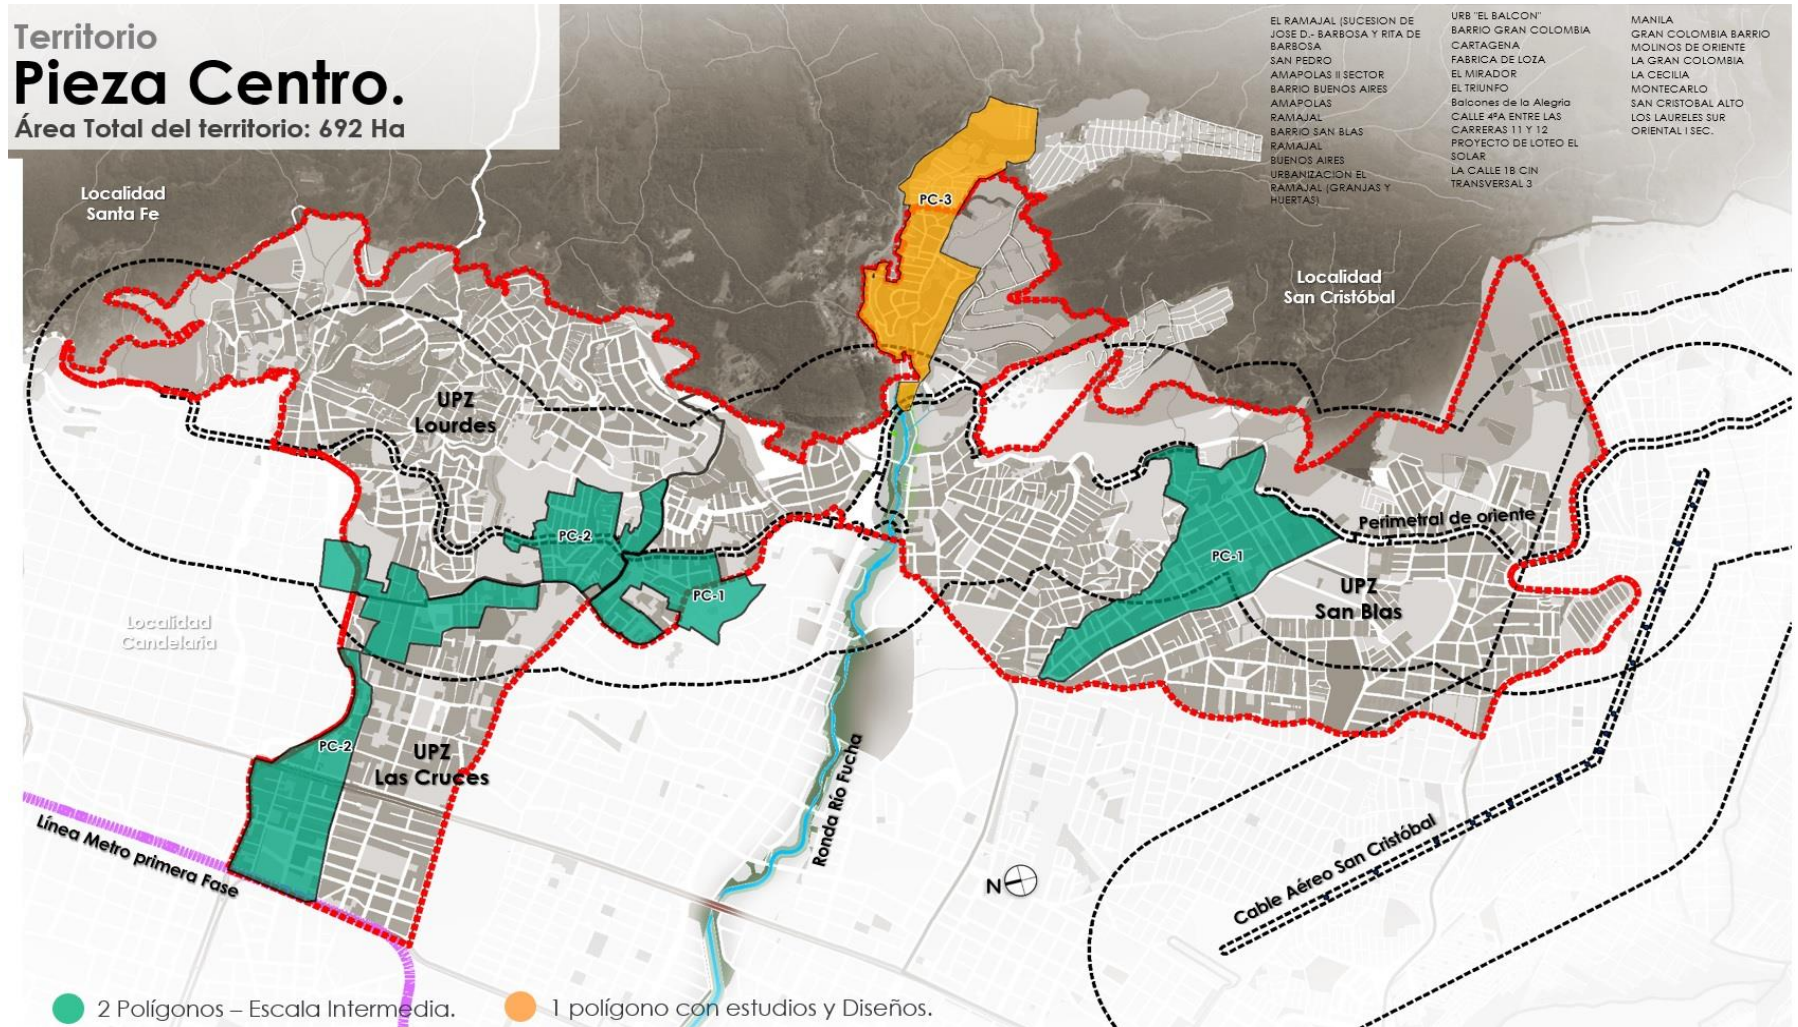 Territorio
Pieza Centro.
Área Total del territorio: 692 Ha
EL RAMAJAL (SUCESION DE
JOSE D.- BARBOSA Y RITA DE
BARBOSA
SAN PEDRO
AMAPOLAS II SECTOR
BARRIO BUENOS AIRES
AMAPOLAS
RAMAJAL
BARRIO SAN BLAS
RAMAJAL
BUENOS AIRES
URBANIZACION EL
RAMAJAL (GRANJAS Y
HUERTAS)
URB "EL BALCON"
BARRIO GRAN COLOMBIA
CARTAGENA
FABRICA DE LOZA
EL MIRADOR
EL TRIUNFO
Balcones de la Alegria
CALLE 4ªA ENTRE LAS
CARRERAS 11 Y 12
PROYECTO DE LOTEO EL
SOLAR
LA CALLE 1B CIN
TRANSVERSAL 3
MANILA
GRAN COLOMBIA BARRIO
MOLINOS DE ORIENTE
LA GRAN COLOMBIA
LA CECILIA
MONTECARLO
SAN CRISTOBAL ALTO
LOS LAURELES SUR
ORIENTAL I SEC.
Localidad
Santa Fe
PC-3
Localidad
San Cristóbal
UPZ
Lourdes
PC-2
Perimetral de oriente
PC-1
PC-1
UPZ
San Blas
Localidad
Candelaria
PC-2
UPZ
Las Cruces
Ronda Río Fucha
Línea Metro primera Fase
Cable Aéreo San Cristóbal
N
2 Polígonos – Escala Intermedia.
1 polígono con estudios y Diseños.